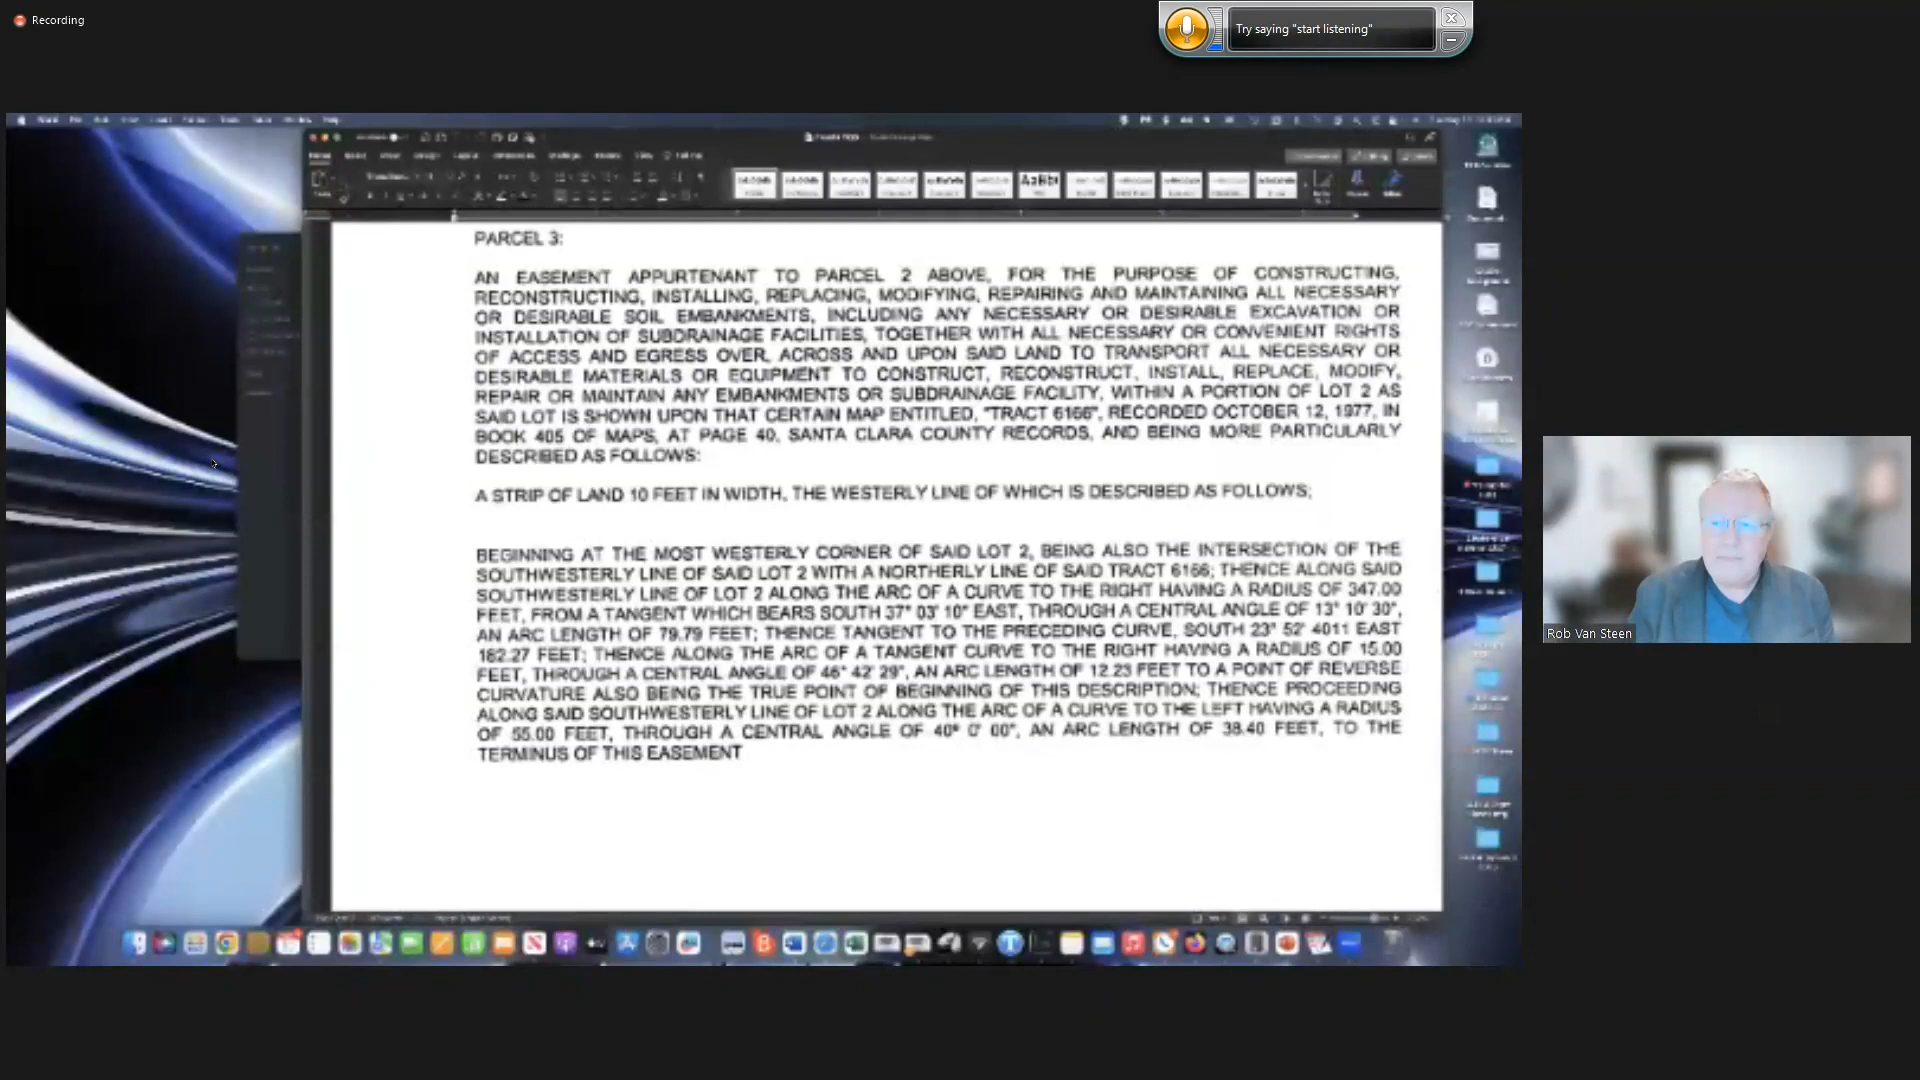 Recording
Try saying "start listening"
PARCEL 3:
AN EASEMENT APPURTENANT TO PARCEL 2 ABOVE, FOR THE PURPOSE OF CONSTRUCTING,
RECONSTRUCTING, INSTALLING, REPLACING, MODIFYING, REPAIRING AND MAINTAINING ALL NECESSARY
OR DESIRABLE SOIL EMBANKMENTS, INCLUDING ANY NECESSARY OR DESIRABLE EXCAVATION OR
INSTALLATION OF SUBDRAINAGE FACILITIES, TOGETHER WITH ALL NECESSARY OR CONVENIENT RIGHTS
OF ACCESS AND EGRESS OVER, ACROSS AND UPON SAID LAND TO TRANSPORT ALL NECESSARY OR
DESIRABLE MATERIALS OR EQUIPMENT TO CONSTRUCT, RECONSTRUCT, INSTALL, REPLACE, MODIFY,
REPAIR OR MAINTAIN ANY EMBANKMENTS OR SUBDRAINAGE FACILITY, WITHIN A PORTION OF LOT 2 AS
SAID LOT IS SHOWN UPON THAT CERTAIN MAP ENTITLED, "TRACT 6166", RECORDED OCTOBER 12, 1977, IN
BOOK 405 OF MAPS, AT PAGE 40, SANTA CLARA COUNTY RECORDS, AND BEING MORE PARTICULARLY
DESCRIBED AS FOLLOWS:
A STRIP OF LAND 10 FEET IN WIDTH, THE WESTERLY LINE OF WHICH IS DESCRIBED AS FOLLOWS;
BEGINNING AT THE MOST WESTERLY CORNER OF SAID LOT 2, BEING ALSO THE INTERSECTION OF THE
SOUTHWESTERLY LINE OF SAID LOT 2 WITH A NORTHERLY LINE OF SAID TRACT 6166; THENCE ALONG SAID
SOUTHWESTERLY LINE OF LOT 2 ALONG THE ARC OF A CURVE TO THE RIGHT HAVING A RADIUS OF 347.00
FEET, FROM A TANGENT WHICH BEARS SOUTH 37° 03' 10" EAST, THROUGH A CENTRAL ANGLE OF 13° 10' 30",
AN ARC LENGTH OF 79.79 FEET; THENCE TANGENT TO THE PRECEDING CURVE, SOUTH 23° 52' 4011 EAST
182.27 FEET; THENCE ALONG THE ARC OF A TANGENT CURVE TO THE RIGHT HAVING A RADIUS OF 15.00
FEET, THROUGH A CENTRAL ANGLE OF 46° 42' 29", AN ARC LENGTH OF 12.23 FEET TO A POINT OF REVERSE
CURVATURE ALSO BEING THE TRUE POINT OF BEGINNING OF THIS DESCRIPTION; THENCE PROCEEDING
ALONG SAID SOUTHWESTERLY LINE OF LOT 2 ALONG THE ARC OF A CURVE TO THE LEFT HAVING A RADIUS
OF 55.00 FEET, THROUGH A CENTRAL ANGLE OF 40° 0' 00", AN ARC LENGTH OF 38.40 FEET, TO THE
TERMINUS OF THIS EASEMENT
Rob Van Steen